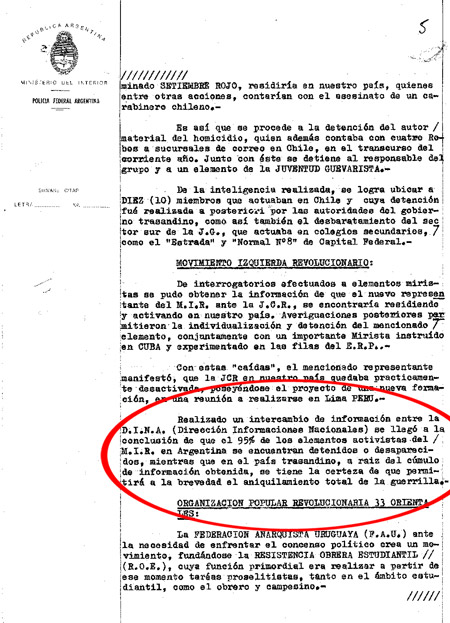 5
REPUBLICA ARGENTINA
MINISTERIO DEL INTERIOR
POLICIA FEDERAL ARGENTINA
LETRA
///////////
minado SETIEMBRE ROJO, residiría en nuestro país, quienes
entre otras acciones, contarían con el asesinato de un ca-
rabinero chileno.-
Es así que se procede a la detención del autor /
material del homicidio, quien además contaba con cuatro Ro-
bos a sucursales de correo en Chile, en el transcurso del
corriente año. Junto con éste se detiene al responsable del
grupo y a un elemento de la JUVENTUD GUEVARISTA.-
De la inteligencia realizada, se logra ubicar a
DIEZ (10) miembros que actuaban en Chile y cuya detención
fué realizada a posteriori por las autoridades del gobier-
no trasandino, como así también el desbaratamiento del sec
tor sur de la J.G., que actuaba en colegios secundarios, /
como el "Estrada" y "Normal Nº8" de Capital Federal.-
MOVIMIENTO IZQUIERDA REVOLUCIONARIO:
De interrogatorios efectuados a elementos miris-
tas se pudo obtener la información de que el nuevo represen
tante del M.I.R. ante la J.C.R., se encontraría residiendo
y activando en nuestro país. Averiguaciones posteriores per
mitieron la individualización y detención del mencionado /
elemento, conjuntamente con un importante Mirista instruído
en CUBA y experimentado en las filas del E.R.P..-
Con estas "caídas", el mencionado representante
manifestó, que la JCR en nuestro país quedaba practicamen-
te desactivada, poseyéndose el proyecto de una nueva forma-
ción, en una reunión a realizarse en Lima PERU.-
Realizado un intercambio de información entre la
D.I.N.A. (Dirección Informaciones Nacionales) se llegó a la
conclusión de que el 95% de los elementos activistas del /
M.I.R. en Argentina se encuentran detenidos o desapareci-
dos, mientras que en el país trasandino, a raiz del cúmulo
de información obtenida, se tiene la certeza de que permi-
tirá a la brevedad el aniquilamiento total de la guerrilla.-
ORGANIZACION POPULAR REVOLUCIONARIA 33 ORIENTA
LES:
La FEDERACION ANARQUISTA URUGUAYA (F.A.U.) ante
la necesidad de enfrentar el concenso político crea un mo-
vimiento, fundándose la RESISTENCIA OBRERA ESTUDIANTIL //
(R.O.E.), cuya función primordial era realizar a partir de
ese momento taréas proselitistas, tanto en el ámbito estu-
diantil, como el obrero y campesino.-
//////